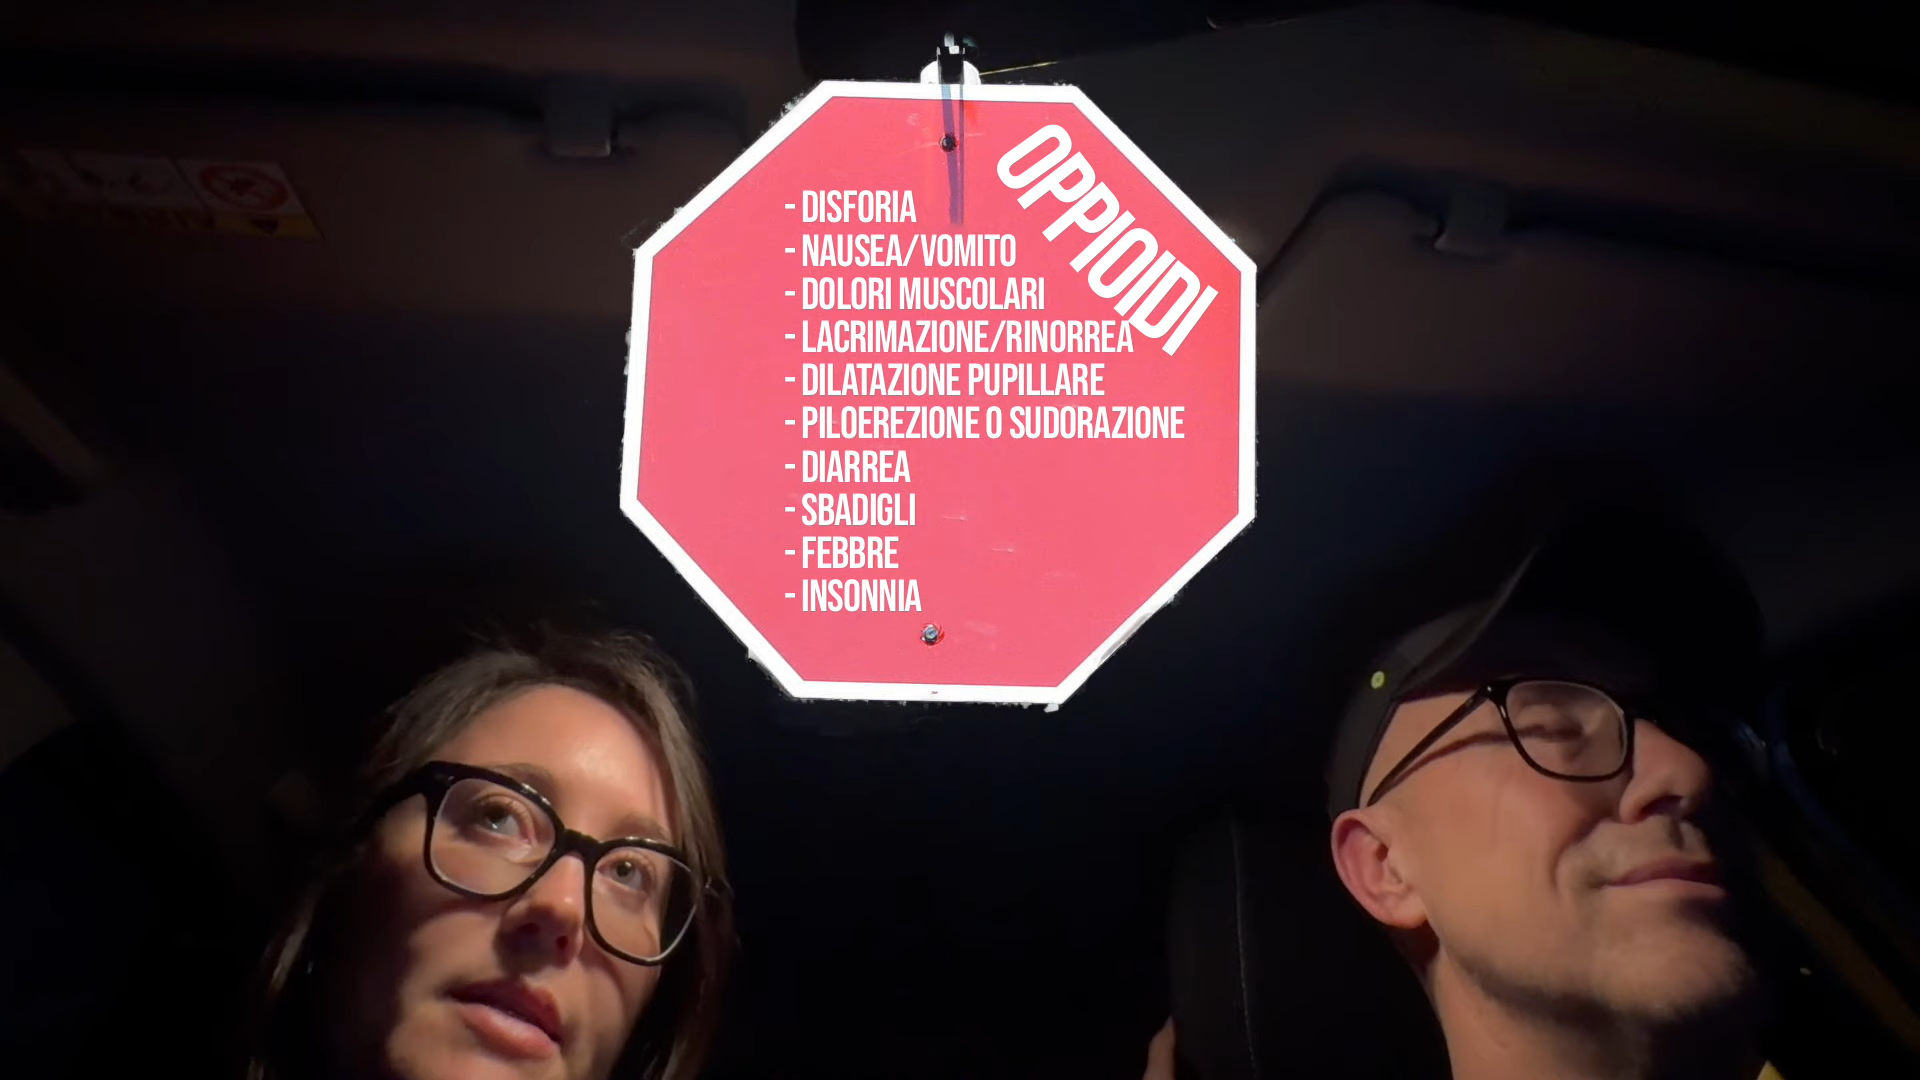 OPPIOIDI
- DISFORIA
- NAUSEA/VOMITO
- DOLORI MUSCOLARI
- LACRIMAZIONE/RINORREA
- DILATAZIONE PUPILLARE
- PILOEREZIONE O SUDORAZIONE
- DIARREA
- SBADIGLI
- FEBBRE
- INSONNIA